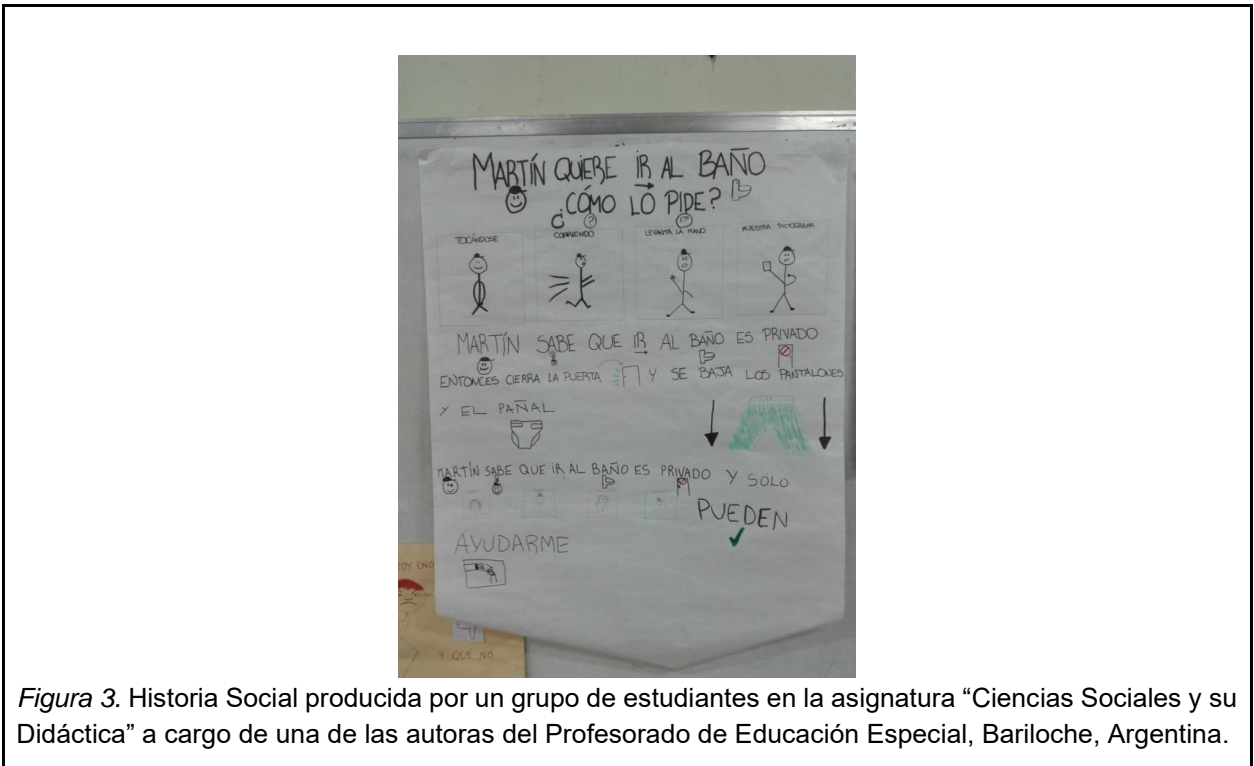 MARTÍN QUIERE IR AL BAÑO
¿CÓMO LO PIDE?
TOCÁNDOSE
CORRIENDO
LEVANTA LA MANO
MUESTRA PICTOGRAMA
MARTÍN SABE QUE IR AL BAÑO ES PRIVADO
ENTONCES CIERRA LA PUERTA Y SE BAJA LOS PANTALONES
Y EL PAÑAL
MARTÍN SABE QUE IR AL BAÑO ES PRIVADO Y SOLO
PUEDEN
AYUDARME
Y QUE NO
Figura 3. Historia Social producida por un grupo de estudiantes en la asignatura “Ciencias Sociales y su
Didáctica” a cargo de una de las autoras del Profesorado de Educación Especial, Bariloche, Argentina.